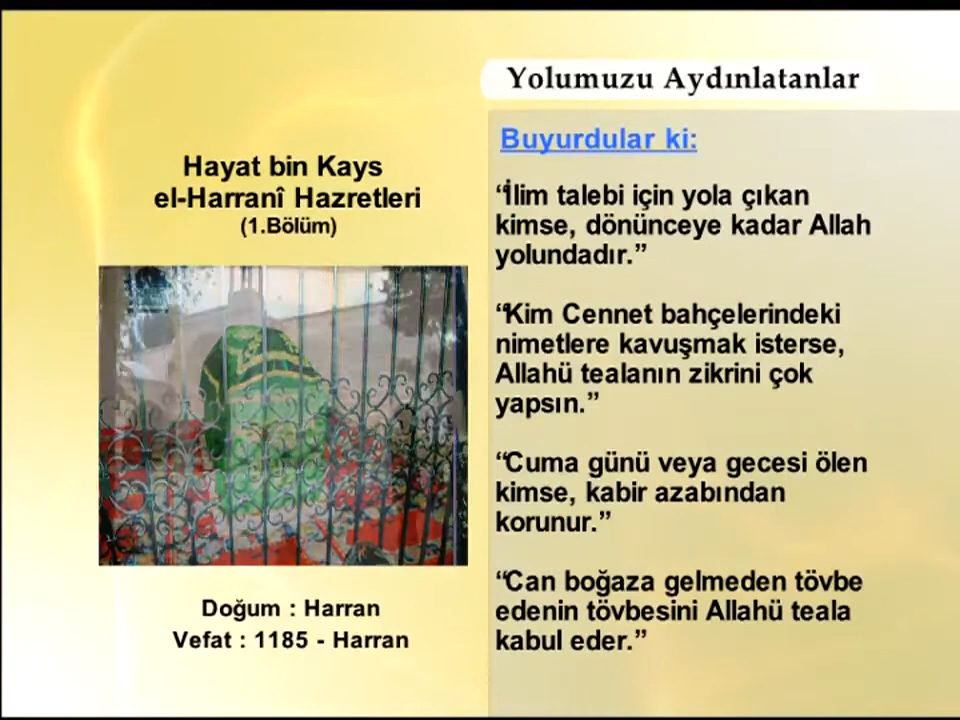 Yolumuzu Aydınlatanlar
Hayat bin Kays
el-Harranî Hazretleri
(1.Bölüm)
Doğum : Harran
Vefat : 1185 - Harran
Buyurdular ki:
“İlim talebi için yola çıkan
kimse, dönünceye kadar Allah
yolundadır.”
“Kim Cennet bahçelerindeki
nimetlere kavuşmak isterse,
Allahü tealanın zikrini çok
yapsın.”
“Cuma günü veya gecesi ölen
kimse, kabir azabından
korunur.”
“Can boğaza gelmeden tövbe
edenin tövbesini Allahü teala
kabul eder.”